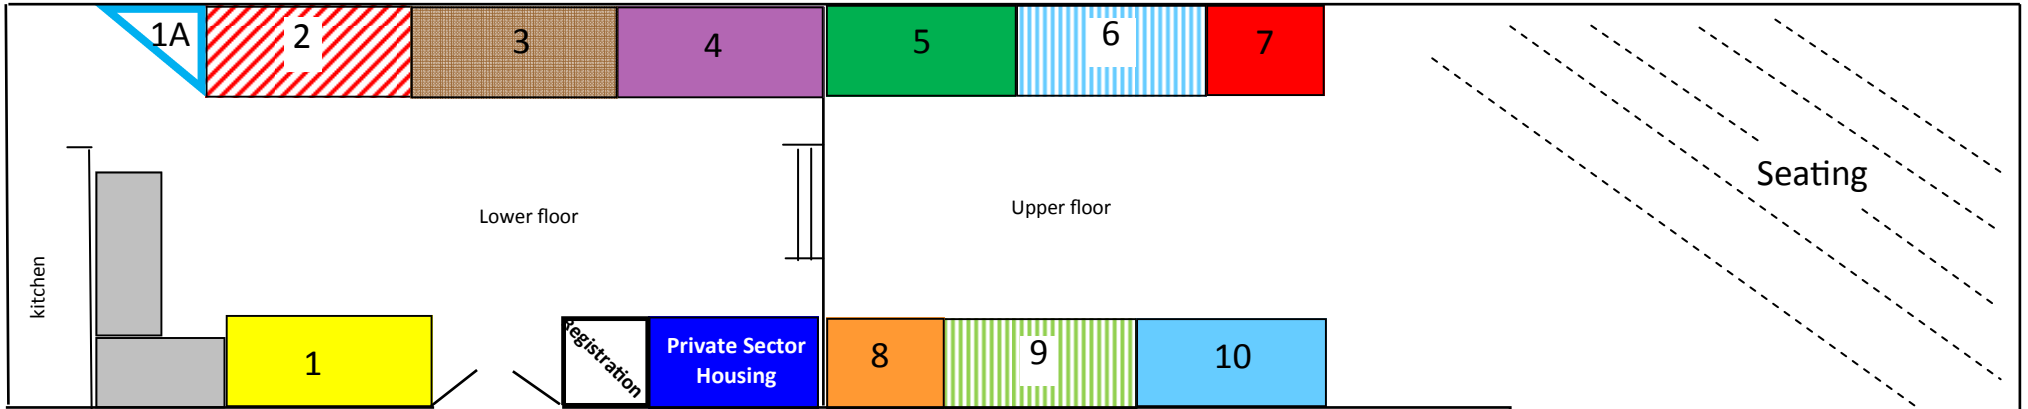 1A
2
3
4
5
6
7
Seating
Lower floor
Upper floor
kitchen
1
Registration
Private Sector
Housing
8
9
10